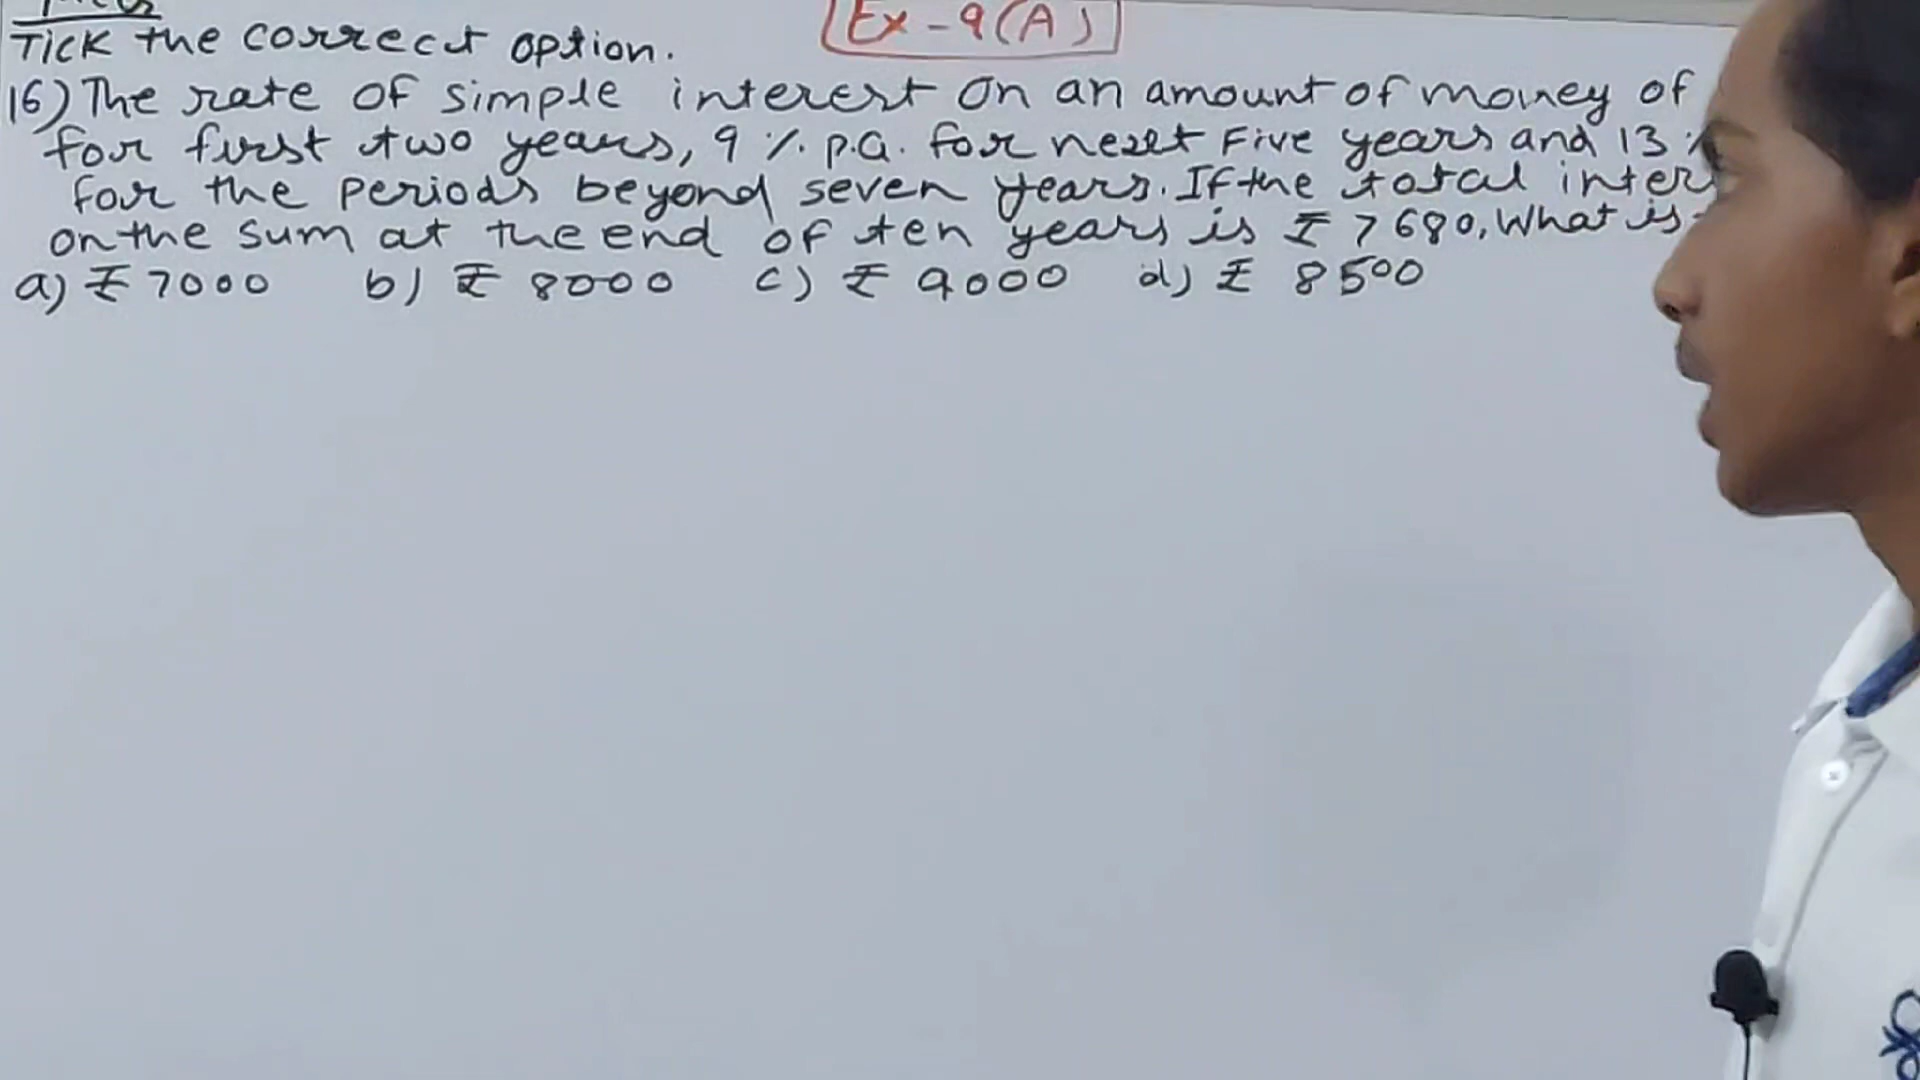 Ex-9(A)
TICK the correct option.
16) The rate of simple interest on an amount of money of
for first two years, 9 %. p.a. for next Five years and 13 %
for the periods beyond seven years. If the total inter
on the sum at the end of ten years is ₹ 7680, What is
a) ₹ 7000 b) ₹ 8000 c) ₹ 9000 d) ₹ 8500